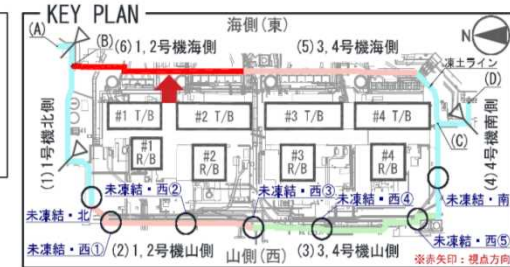 KEY PLAN
海側(東)
N
(A)
(B)
(6)1,2号機海側
(5)3,4号機海側
凍土ライン
(D)
#1 T/B
#2 T/B
#3 T/B
#4 T/B
(C)
(1)1号機北側
#1
R/B
#2
R/B
#3
R/B
#4
R/B
(4)4号機南側
未凍結・西②
未凍結・西③
未凍結・西④
未凍結・南
未凍結・北
未凍結・西①
(2)1,2号機山側
山側(西)
(3)3,4号機山側
未凍結・西⑤
※赤矢印：視点方向